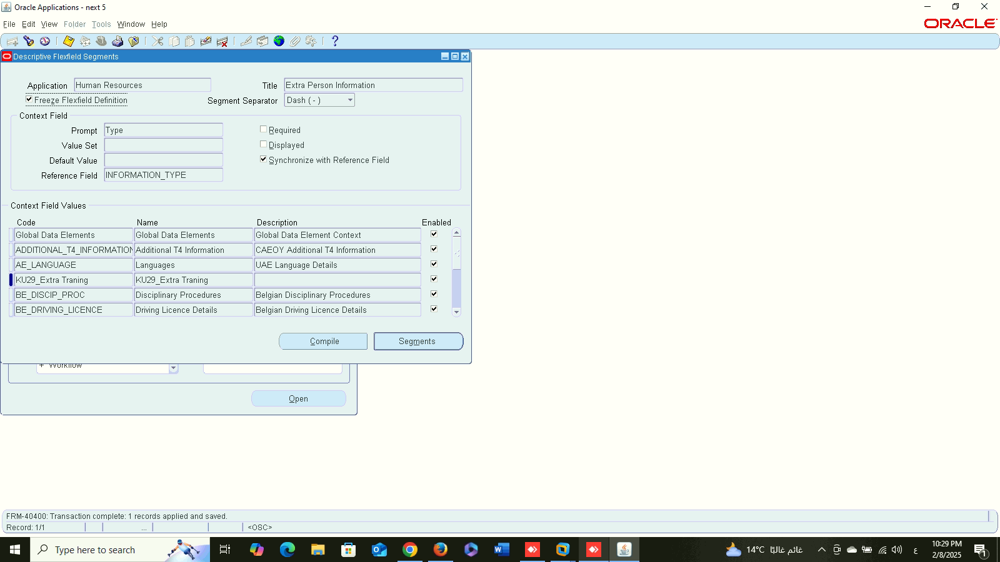 Oracle Applications - next 5
File Edit View Folder Tools Window Help
ORACLE
Descriptive Flexfield Segments
Application Human Resources Title Extra Person Information
Freeze Flexfield Definition Segment Separator Dash ( - )
Context Field
Prompt Type Required
Value Set Displayed
Default Value Synchronize with Reference Field
Reference Field INFORMATION_TYPE
Context Field Values
Code Name Description Enabled
Global Data Elements Global Data Elements Global Data Element Context
ADDITIONAL_T4_INFORMATION Additional T4 Information CAEOY Additional T4 Information
AE_LANGUAGE Languages UAE Language Details
KU29_Extra Traning KU29_Extra Traning
BE_DISCIP_PROC Disciplinary Procedures Belgian Disciplinary Procedures
BE_DRIVING_LICENCE Driving Licence Details Belgian Driving Licence Details
Compile Segments
+ Workflow
Open
FRM-40400: Transaction complete: 1 records applied and saved.
Record: 1/1 ... <OSC>
Type here to search 14°C غائم غالبًا ع 10:29 PM
2/8/2025 1